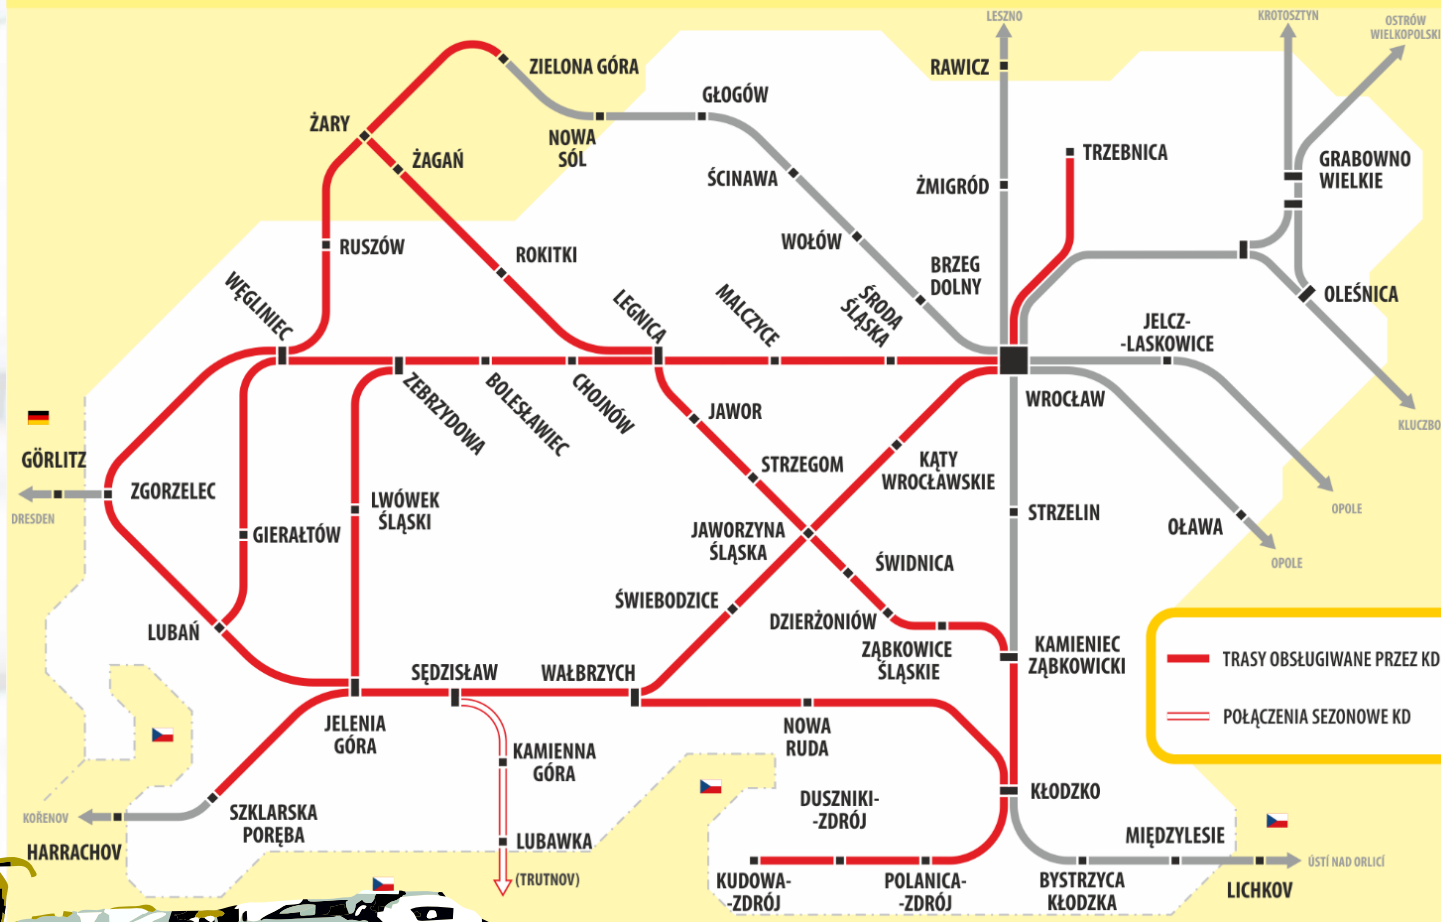 LESZNO
KROTOSZTYN
OSTRÓW
WIELKOPOLSKI
RAWICZ
ZIELONA GÓRA
GŁOGÓW
ŻARY
NOWA
SÓL
ŻAGAŃ
ŚCINAWA
ŻMIGRÓD
TRZEBNICA
GRABOWNO
WIELKIE
RUSZÓW
ROKITKI
WOŁÓW
BRZEG
DOLNY
OLEŚNICA
WĘGLINIEC
LEGNICA
MALCZYCE
ŚRODA
ŚLĄSKA
JELCZ-
-LASKOWICE
ZEBRZYDOWA
BOLESŁAWIEC
CHOJNÓW
JAWOR
WROCŁAW
KLUCZBO
GÖRLITZ
ZGORZELEC
DRESDEN
LWÓWEK
ŚLĄSKI
STRZEGOM
KĄTY
WROCŁAWSKIE
STRZELIN
OPOLE
OŁAWA
OPOLE
GIERAŁTÓW
JAWORZYNA
ŚLĄSKA
ŚWIDNICA
ŚWIEBODZICE
DZIERŻONIÓW
LUBAŃ
ZĄBKOWICE
ŚLĄSKIE
KAMIENIEC
ZĄBKOWICKI
TRASY OBSŁUGIWANE PRZEZ KD
POŁĄCZENIA SEZONOWE KD
SĘDZISŁAW
WAŁBRZYCH
JELENIA
GÓRA
NOWA
RUDA
KAMIENNA
GÓRA
KŁODZKO
DUSZNIKI-
-ZDRÓJ
KOŘENOV
SZKLARSKA
PORĘBA
HARRACHOV
LUBAWKA
(TRUTNOV)
MIĘDZYLESIE
ÚSTÍ NAD ORLICÍ
KUDOWA-
-ZDRÓJ
POLANICA-
-ZDRÓJ
BYSTRZYCA
KŁODZKA
LICHKOV